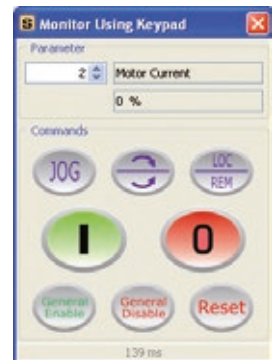 Monitor Using Keypad
Parameter
2 Motor Current
0 %
Commands
JOG LOC
REM
I 0
General Enable General Disable Reset
139 ms